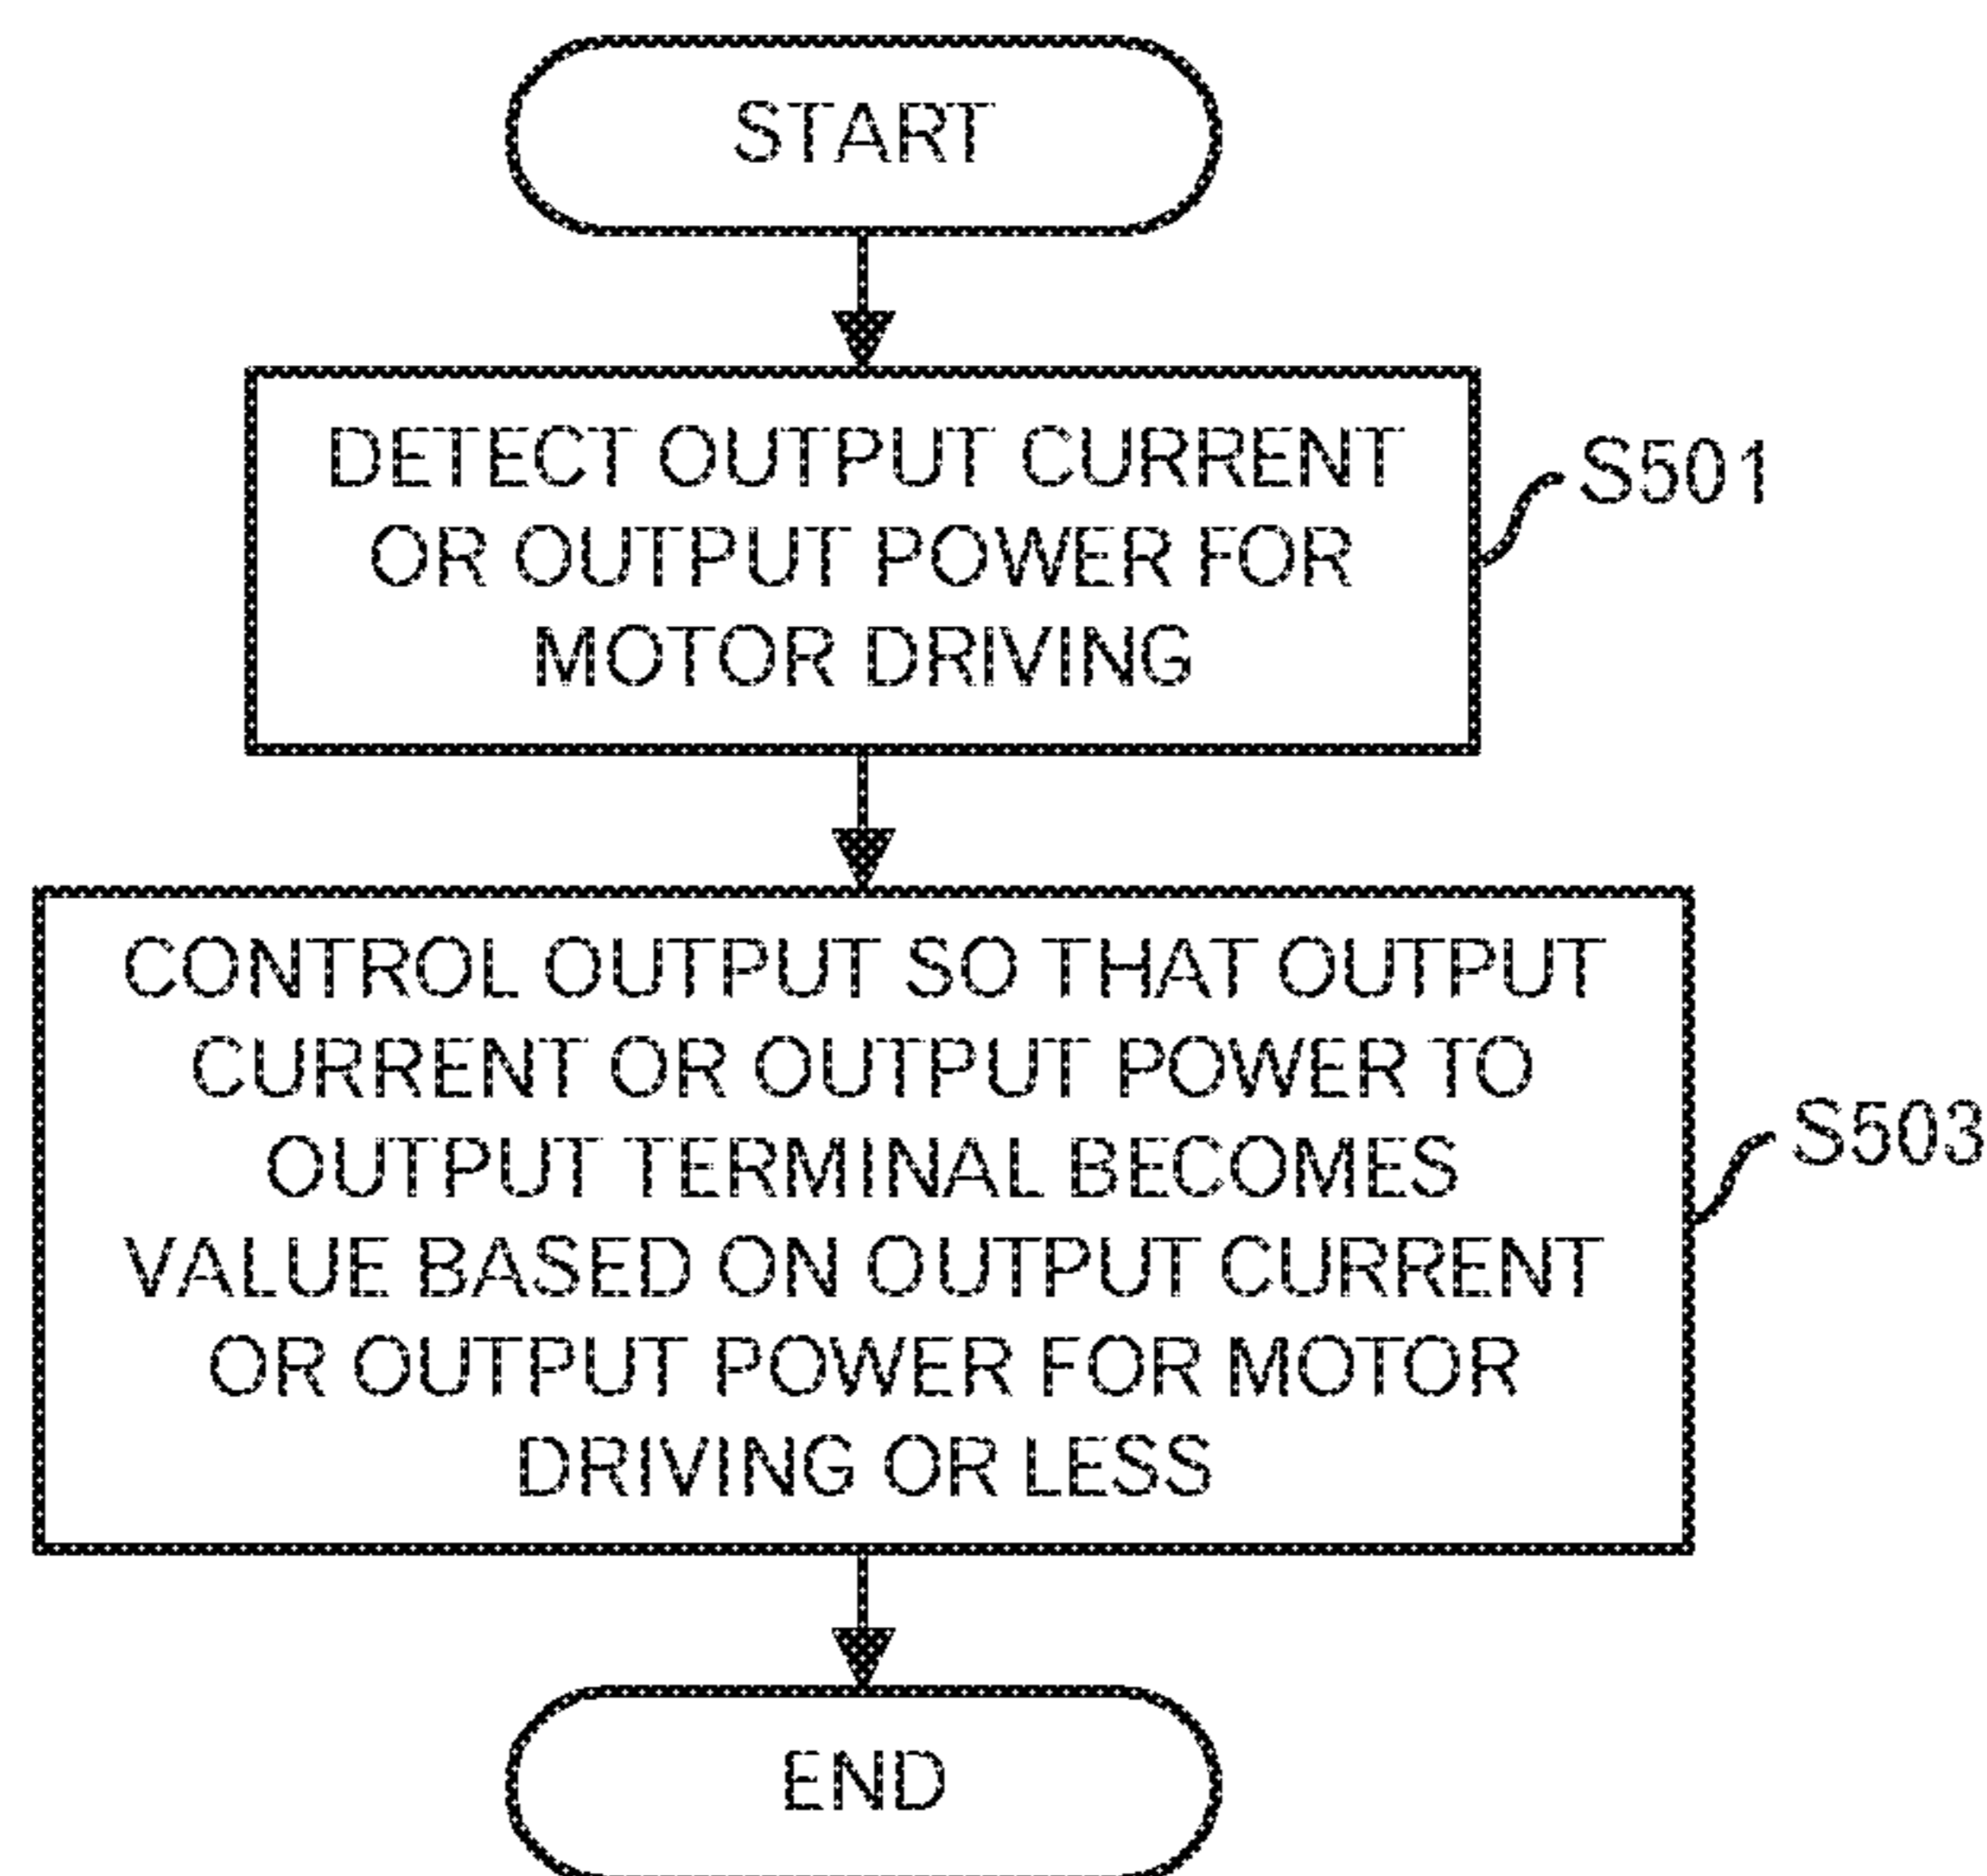 START
DETECT OUTPUT CURRENT
OR OUTPUT POWER FOR
MOTOR DRIVING
S501
CONTROL OUTPUT SO THAT OUTPUT
CURRENT OR OUTPUT POWER TO
OUTPUT TERMINAL BECOMES
VALUE BASED ON OUTPUT CURRENT
OR OUTPUT POWER FOR MOTOR
DRIVING OR LESS
S503
END